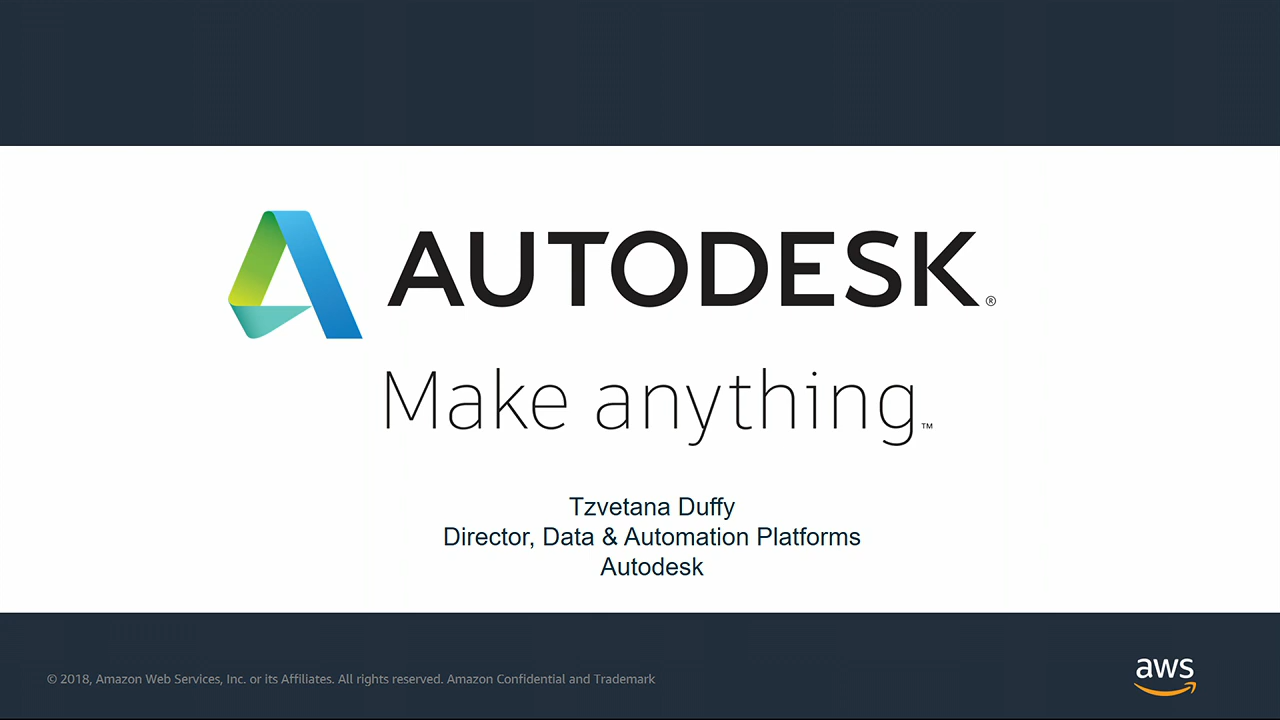 AUTODESK®
Make anything™
Tzvetana Duffy
Director, Data & Automation Platforms
Autodesk
© 2018, Amazon Web Services, Inc. or its Affiliates. All rights reserved. Amazon Confidential and Trademark
aws